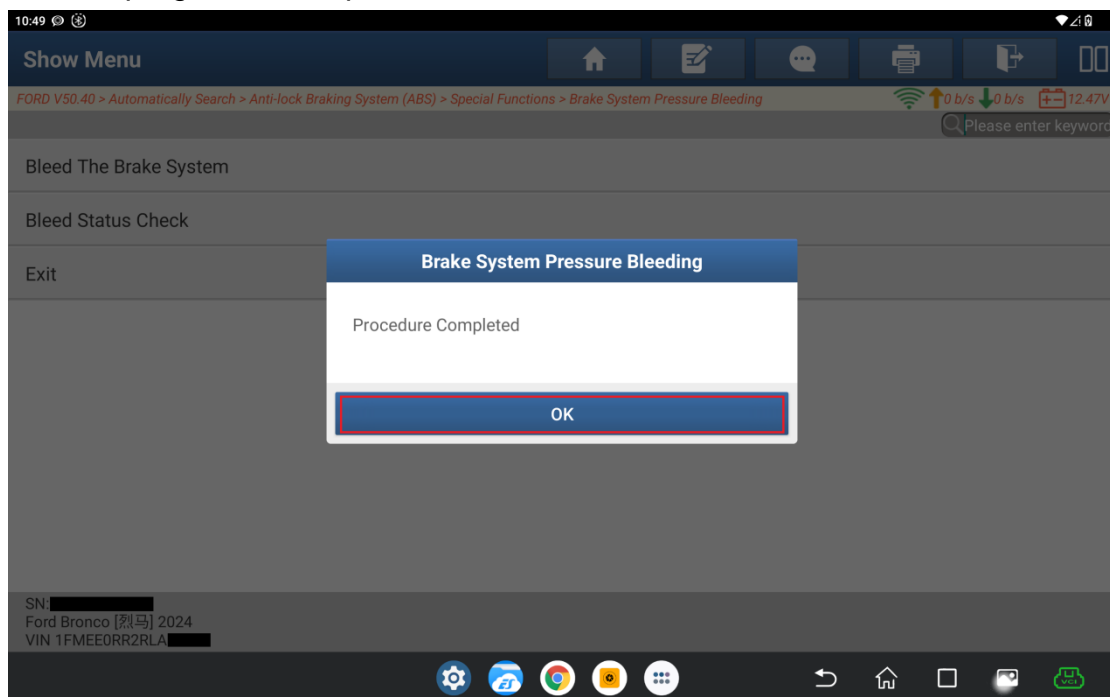 10:49
Show Menu
FORD V50.40 > Automatically Search > Anti-lock Braking System (ABS) > Special Functions > Brake System Pressure Bleeding
0 b/s 0 b/s 12.47V
Please enter keyword
Bleed The Brake System
Bleed Status Check
Exit
Brake System Pressure Bleeding
Procedure Completed
OK
SN:
Ford Bronco [烈马] 2024
VIN 1FMEE0RR2RLA
ES
VCI